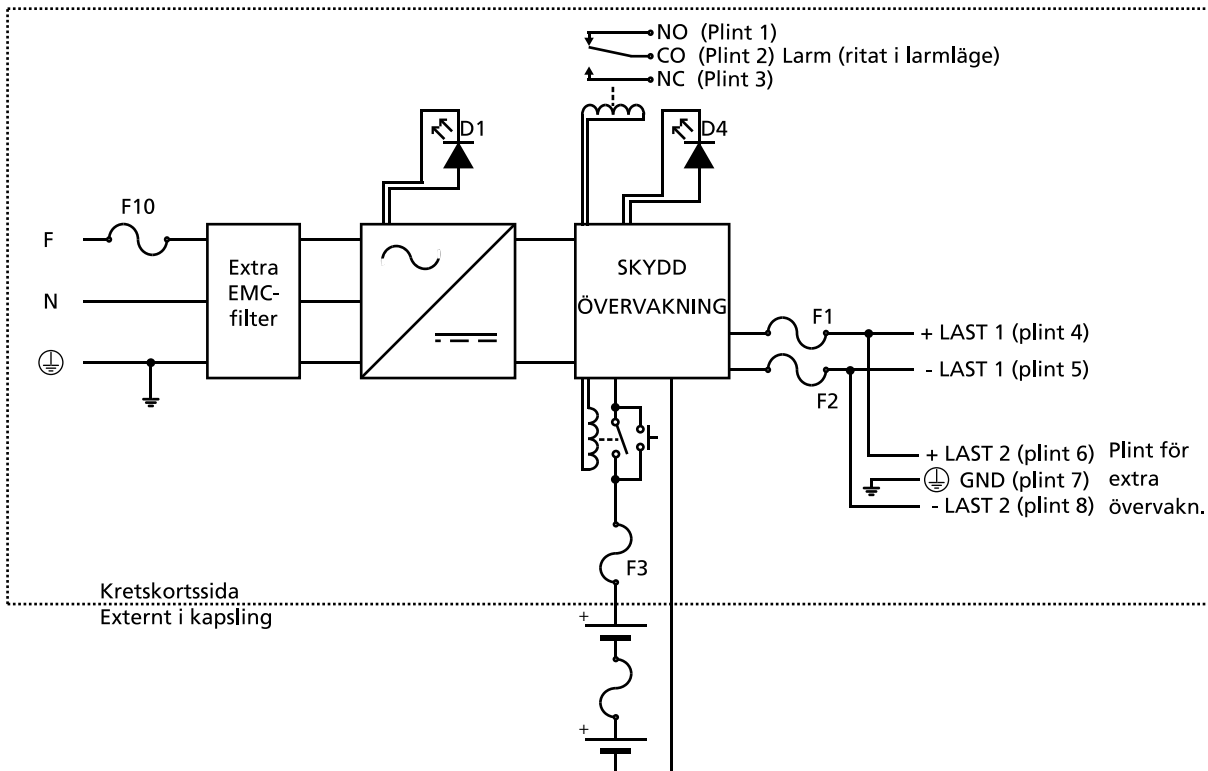 NO (Plint 1)
CO (Plint 2) Larm (ritat i larmläge)
NC (Plint 3)
D1
D4
F10
F
Extra
EMC-
filter
SKYDD
ÖVERVAKNING
N
F1
+ LAST 1 (plint 4)
- LAST 1 (plint 5)
F2
+ LAST 2 (plint 6) Plint för
GND (plint 7) extra
- LAST 2 (plint 8) övervakn.
F3
Kretskortssida
Externt i kapsling
+
+